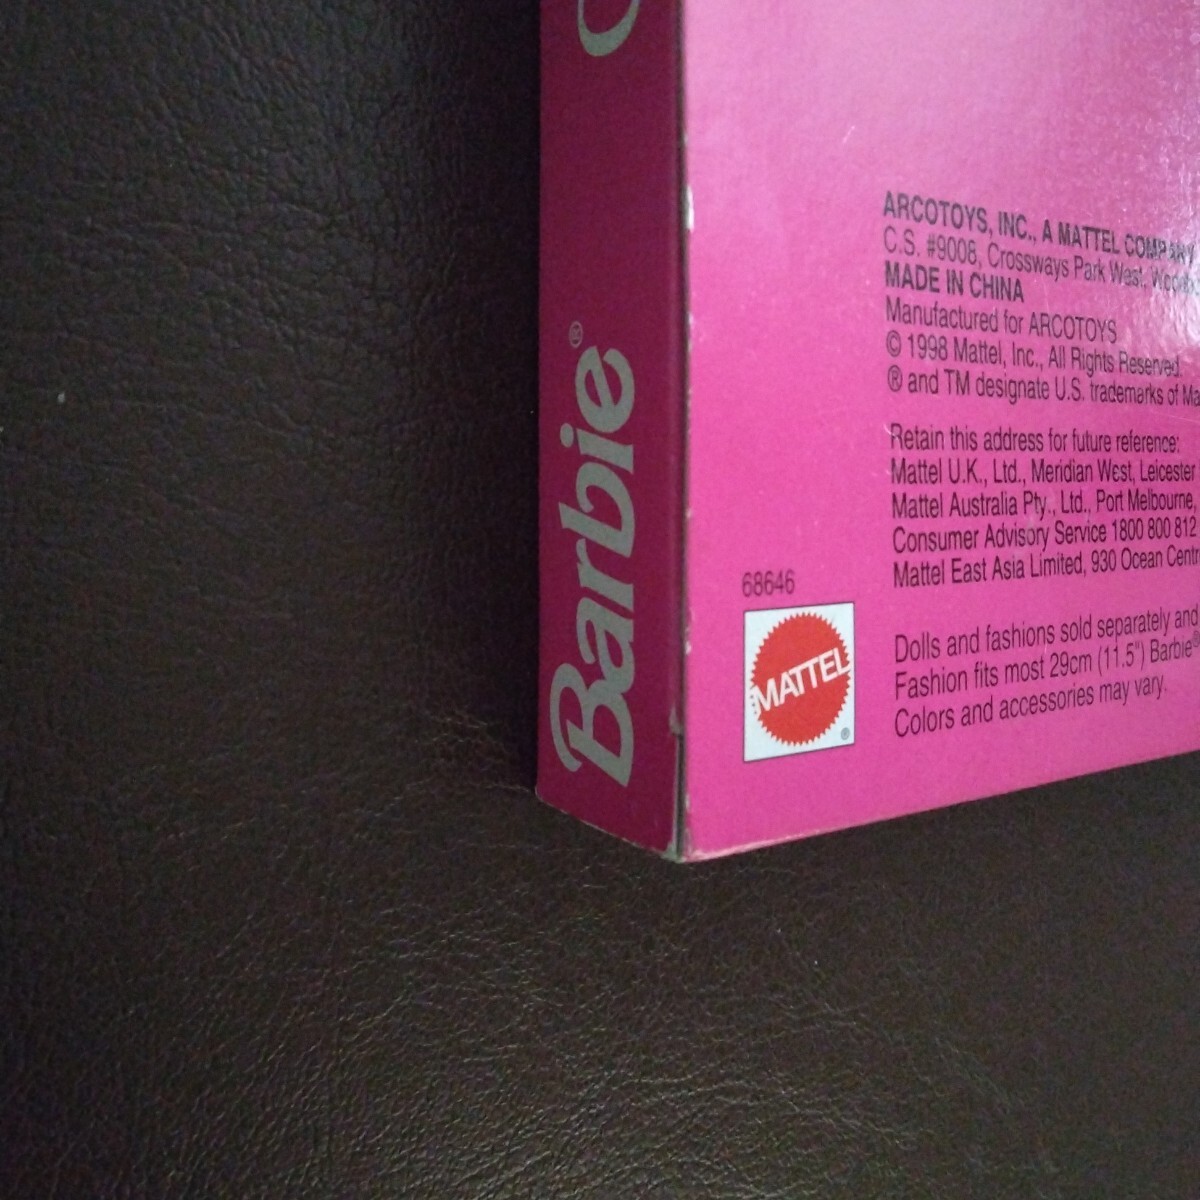 Barbie®
ARCOTOYS, INC., A MATTEL COMPANY
C.S. #9008, Crossways Park West,
MADE IN CHINA
Manufactured for ARCOTOYS
© 1998 Mattel, Inc., All Rights Reserved.
® and TM designate U.S. trademarks of
Retain this address for future reference:
Mattel U.K., Ltd., Meridian West, Leicester
Mattel Australia Pty., Ltd., Port Melbourne,
Consumer Advisory Service 1800 800 812
Mattel East Asia Limited, 930 Ocean
68646
MATTEL
®
Dolls and fashions sold separately and
Fashion fits most 29cm (11.5") Barbie®
Colors and accessories may vary.